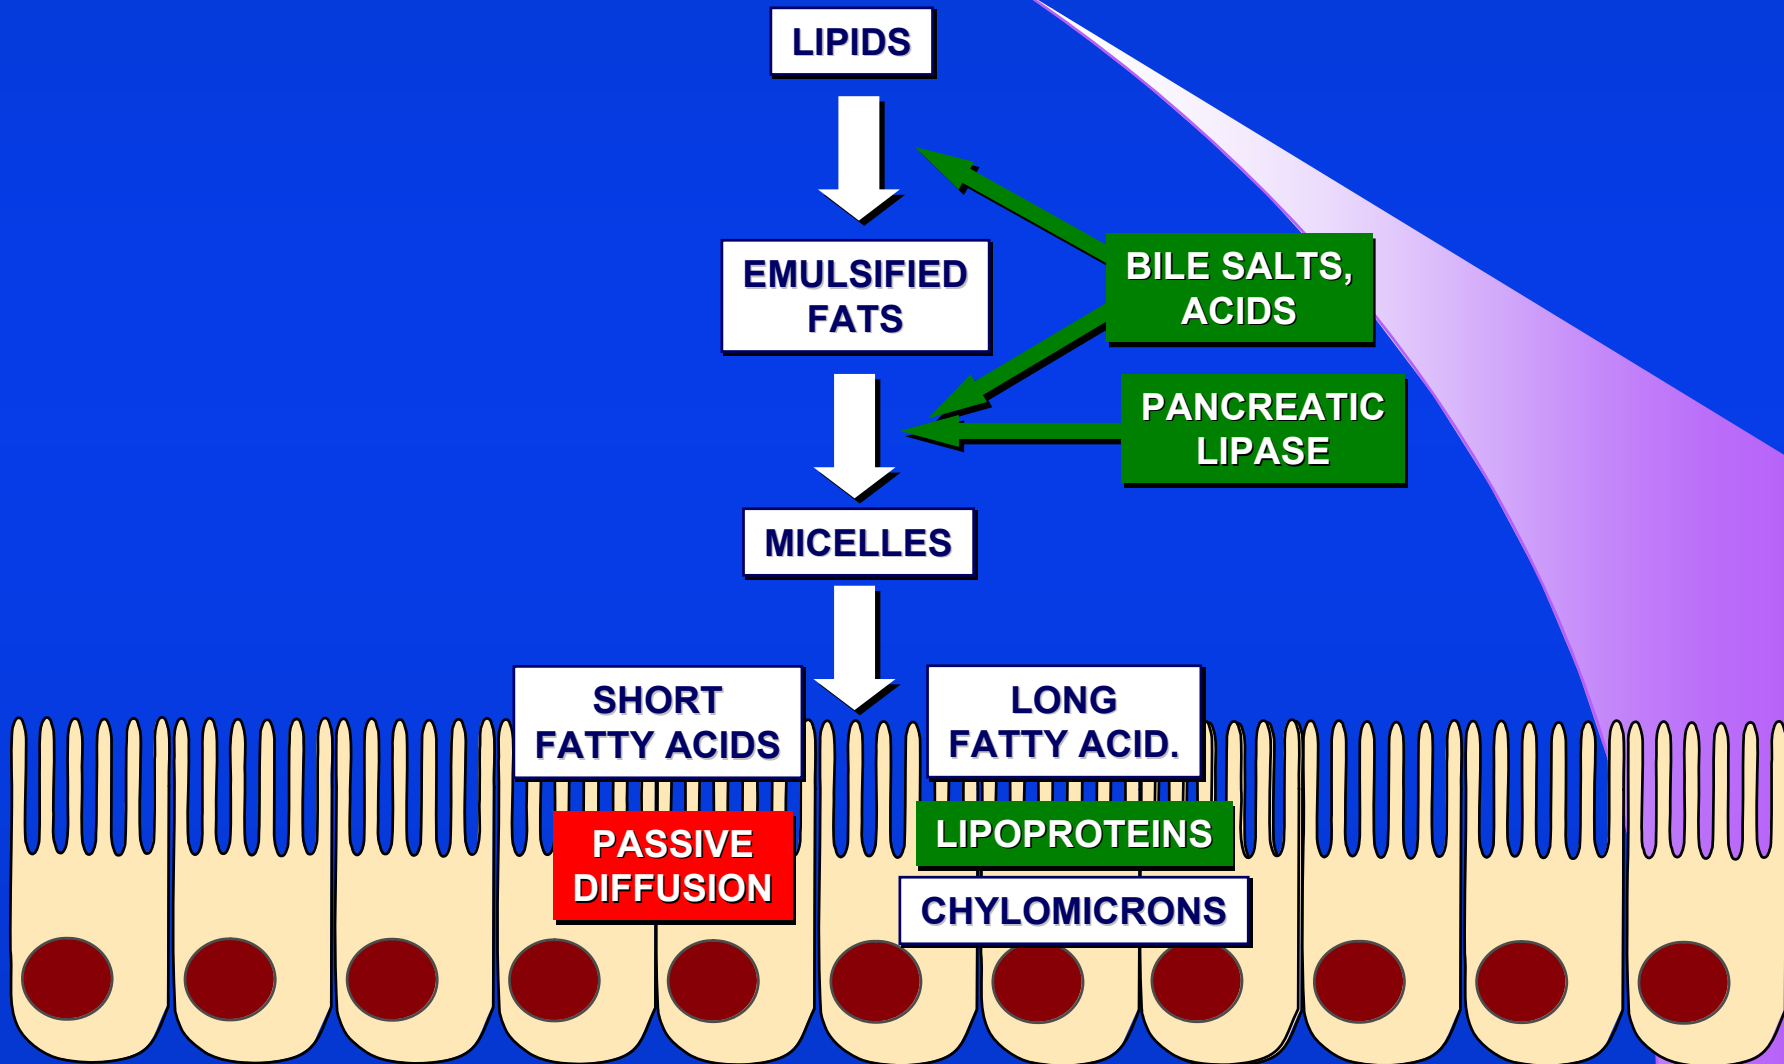 LIPIDS
EMULSIFIED
FATS
BILE SALTS,
ACIDS
PANCREATIC
LIPASE
MICELLES
SHORT
FATTY ACIDS
LONG
FATTY ACID.
PASSIVE
DIFFUSION
LIPOPROTEINS
CHYLOMICRONS